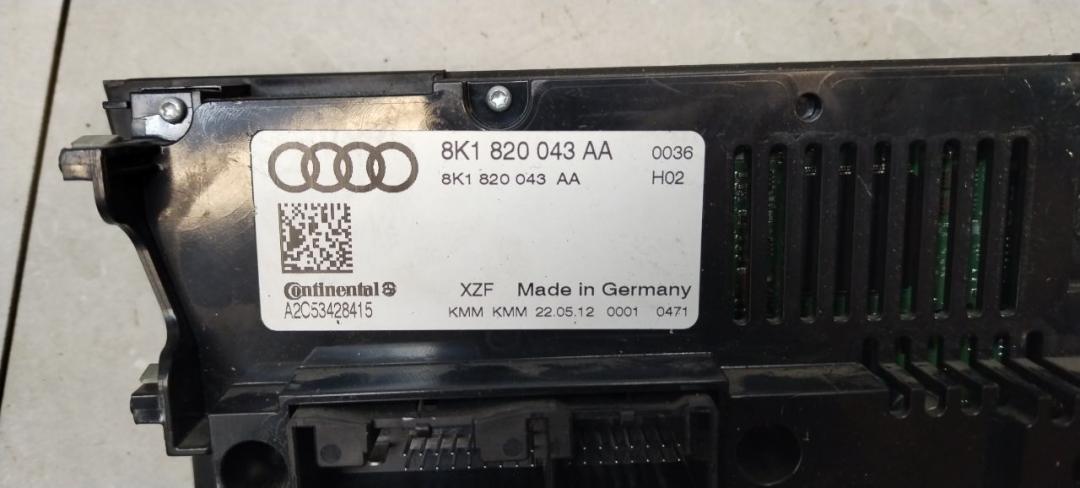 8K1 820 043 AA 0036
8K1 820 043 AA H02
Continental
XZF Made in Germany
A2C53428415
KMM KMM 22.05.12 0001 0471